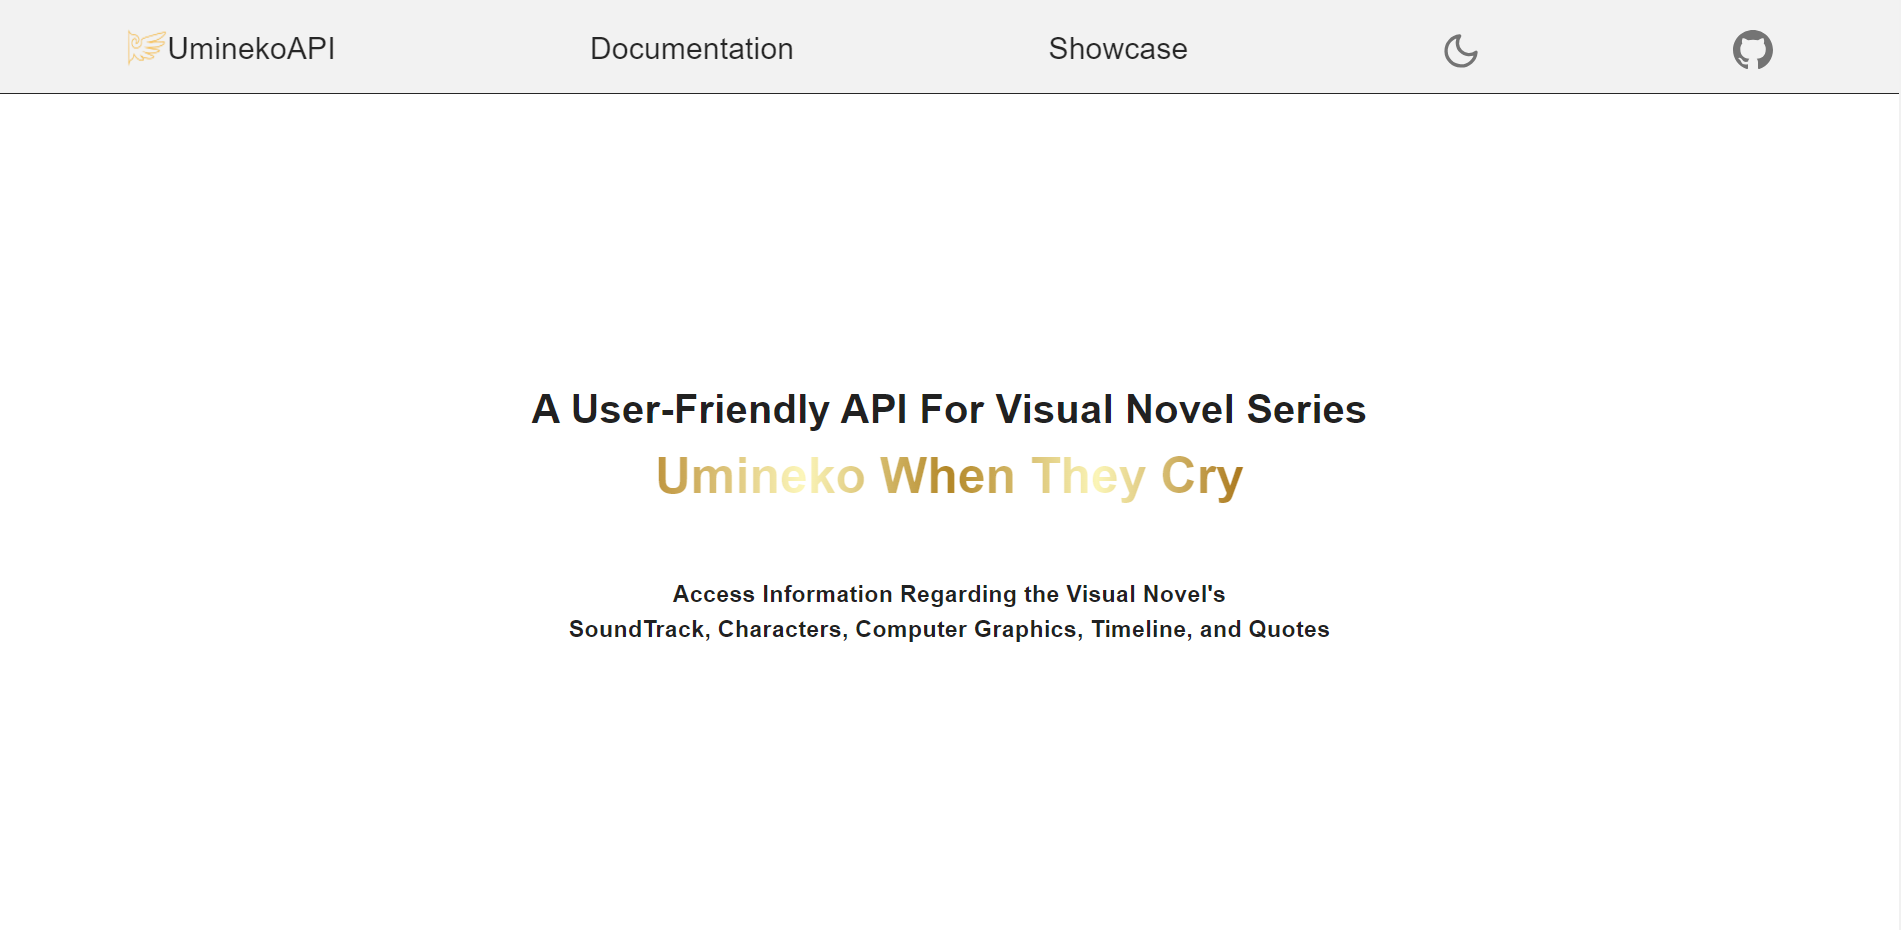 UminekoAPI
Documentation
Showcase
A User-Friendly API For Visual Novel Series
Umineko When They Cry
Access Information Regarding the Visual Novel's
SoundTrack, Characters, Computer Graphics, Timeline, and Quotes